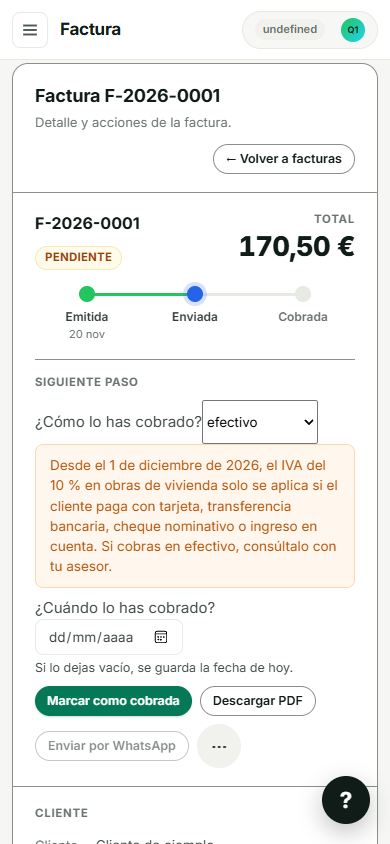 Factura
undefined
Q1
Factura F-2026-0001
Detalle y acciones de la factura.
← Volver a facturas
F-2026-0001
TOTAL
170,50 €
PENDIENTE
Emitida
Enviada
Cobrada
20 nov
SIGUIENTE PASO
¿Cómo lo has cobrado?
efectivo
Desde el 1 de diciembre de 2026, el IVA del
10 % en obras de vivienda solo se aplica si el
cliente paga con tarjeta, transferencia
bancaria, cheque nominativo o ingreso en
cuenta. Si cobras en efectivo, consúltalo con
tu asesor.
¿Cuándo lo has cobrado?
dd/mm/aaaa
Si lo dejas vacío, se guarda la fecha de hoy.
Marcar como cobrada
Descargar PDF
Enviar por WhatsApp
...
?
CLIENTE